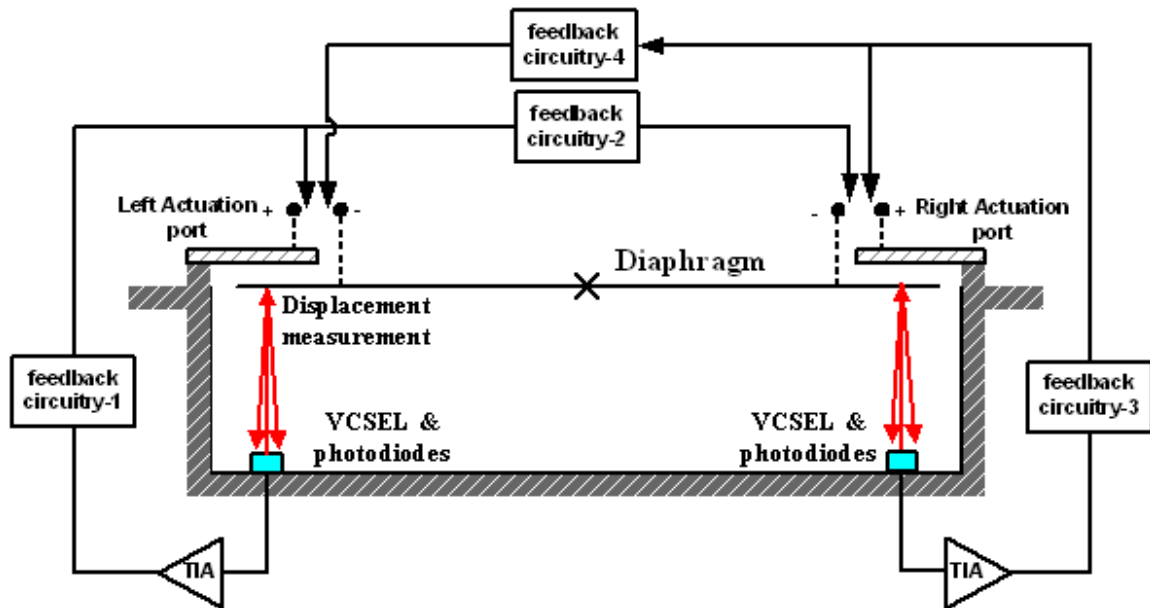 feedback
circuitry-4
feedback
circuitry-2
Left Actuation
port
+
-
-
+
Right Actuation
port
Diaphragm
Displacement
measurement
feedback
circuitry-1
feedback
circuitry-3
VCSEL &
photodiodes
VCSEL &
photodiodes
TIA
TIA